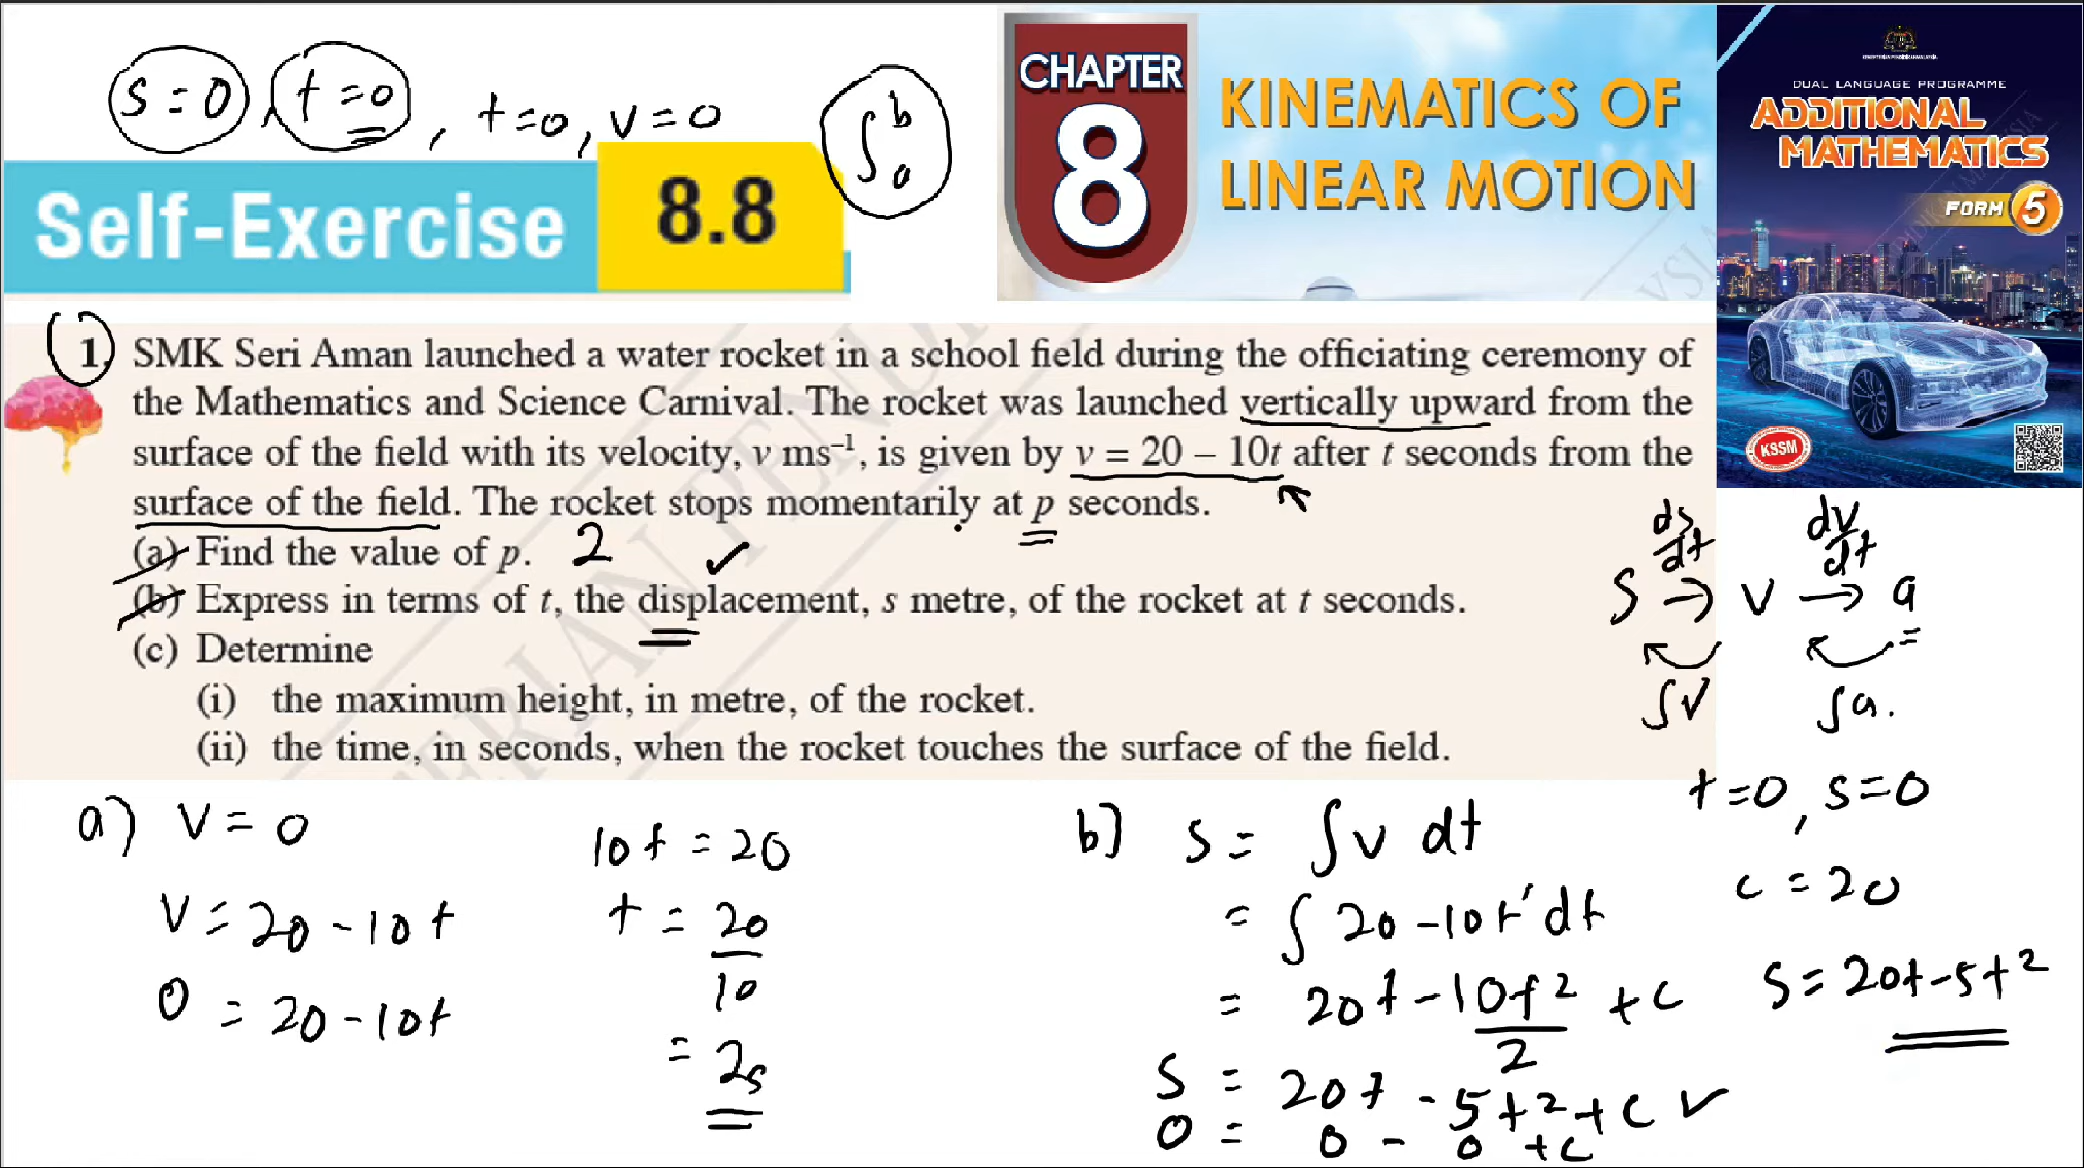 s = 0, t = 0, t = 0, v = 0
∫₀ᵇ
Self-Exercise 8.8
CHAPTER 8
KINEMATICS OF
LINEAR MOTION
DUAL LANGUAGE PROGRAMME
ADDITIONAL
MATHEMATICS
FORM 5
KSSM
1. SMK Seri Aman launched a water rocket in a school field during the officiating ceremony of
the Mathematics and Science Carnival. The rocket was launched vertically upward from the
surface of the field with its velocity, v ms⁻¹, is given by v = 20 – 10t after t seconds from the
surface of the field. The rocket stops momentarily at p seconds.
(a) Find the value of p. 2
(b) Express in terms of t, the displacement, s metre, of the rocket at t seconds.
(c) Determine
(i) the maximum height, in metre, of the rocket.
(ii) the time, in seconds, when the rocket touches the surface of the field.
ds/dt dv/dt
S → V → a
∫V ∫a.
a) V = 0
V = 20 - 10t
0 = 20 - 10t
10t = 20
t = 20/10
= 2s
b) S = ∫V dt
= ∫20 - 10t' dt
= 20t - 10t²/2 + c
S = 20t - 5t² + c
0 = 0 - 0 + c
t = 0, s = 0
c = 20
S = 20t - 5t²